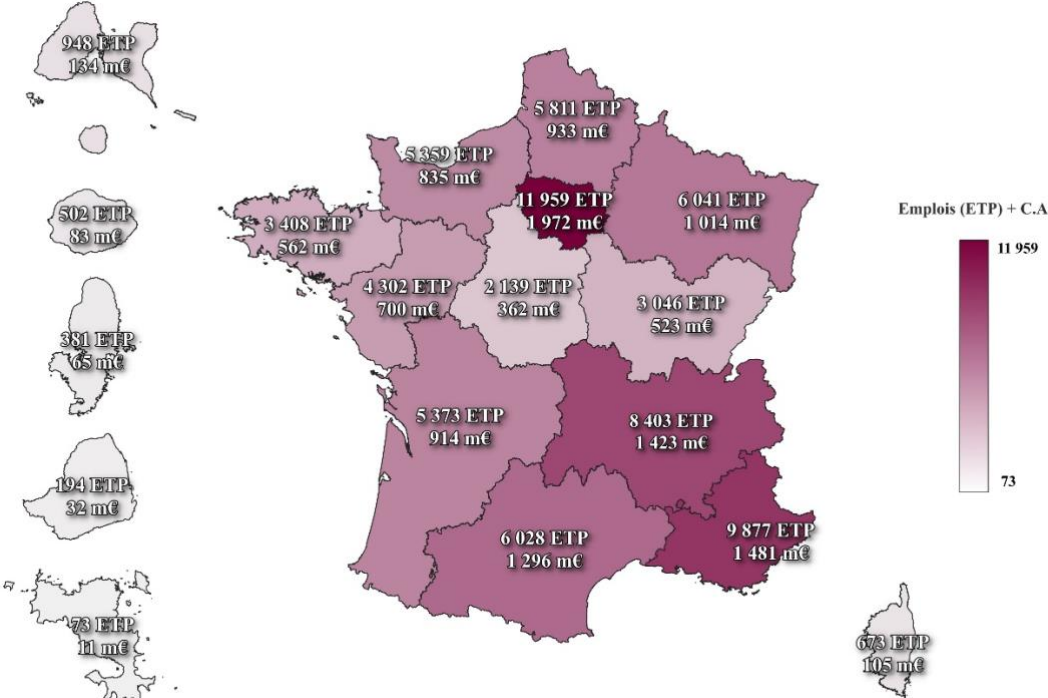 948 ETP
134 m€
5 811 ETP
933 m€
5 359 ETP
835 m€
11 959 ETP
1 972 m€
6 041 ETP
1 014 m€
Emplois (ETP) + C.A
11 959
73
502 ETP
83 m€
3 408 ETP
562 m€
4 302 ETP
700 m€
2 139 ETP
362 m€
3 046 ETP
523 m€
381 ETP
65 m€
5 373 ETP
914 m€
8 403 ETP
1 423 m€
194 ETP
32 m€
6 028 ETP
1 296 m€
9 877 ETP
1 481 m€
73 ETP
11 m€
673 ETP
105 m€